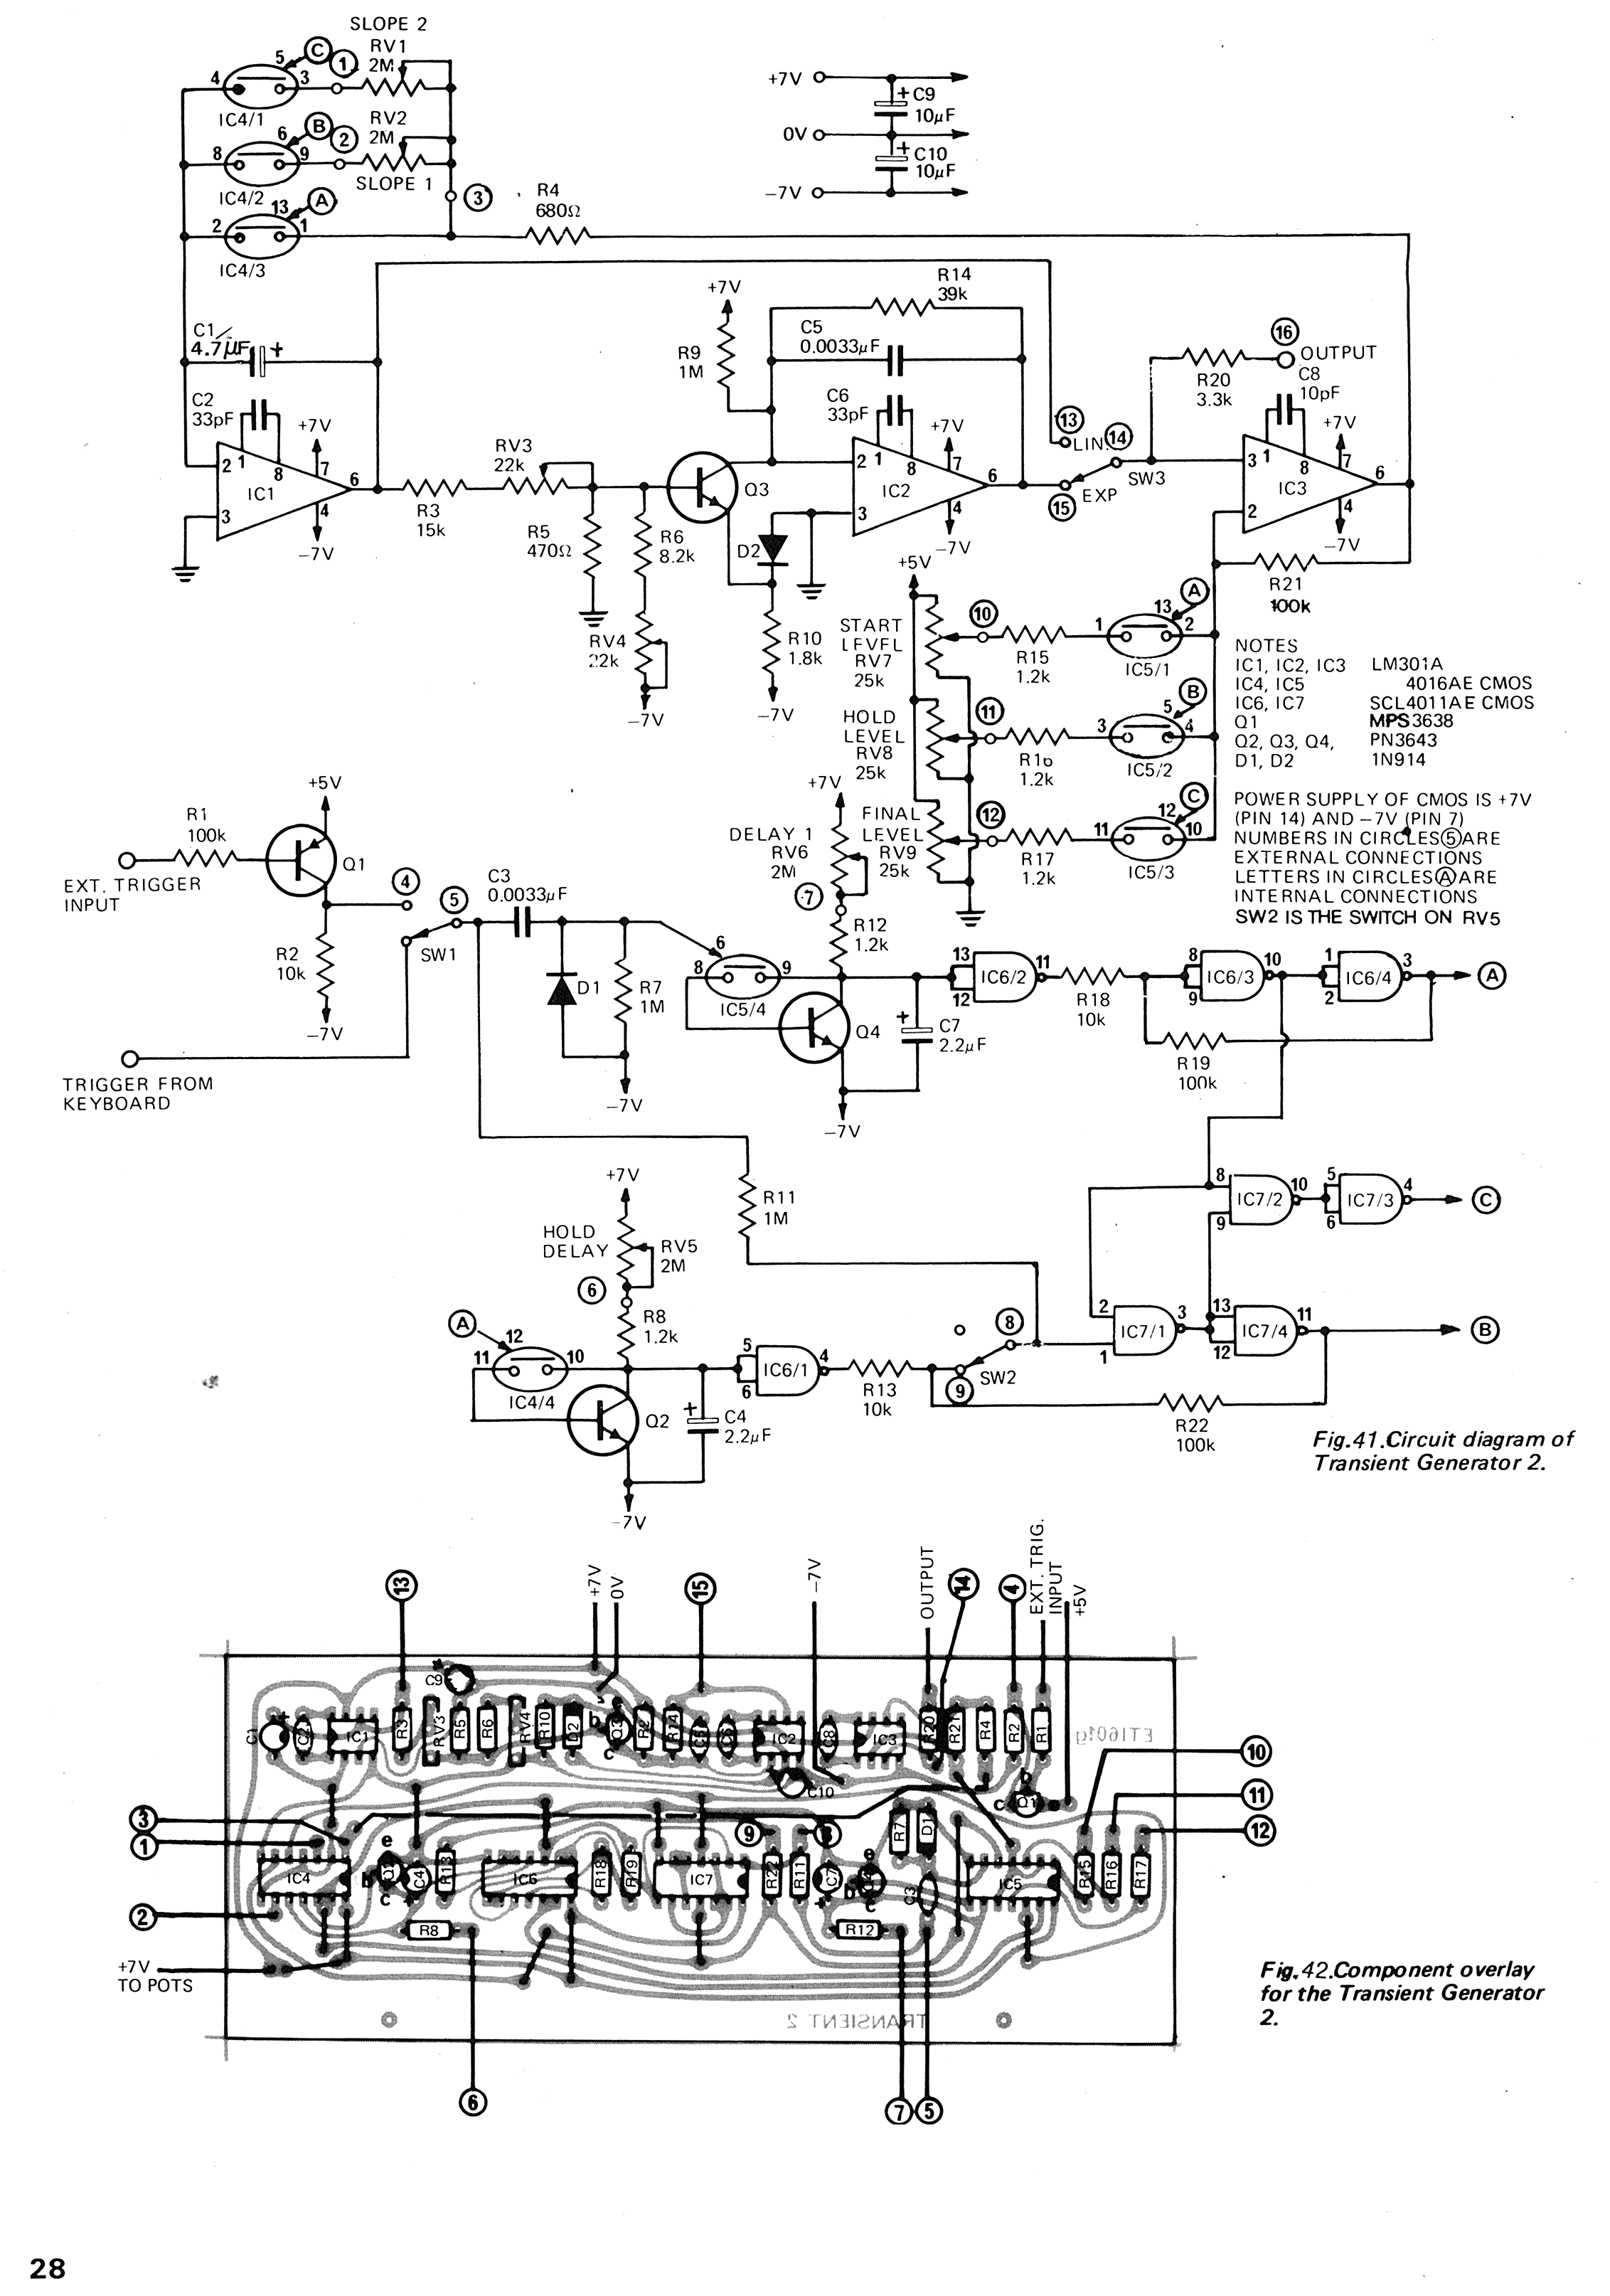 SLOPE 2
RV1
2M
5 C 1
4 3
IC4/1
RV2
2M
6 B 2
8 9
IC4/2
SLOPE 1
13 A
2 1
IC4/3
3
R4
680Ω
+7V
C9
10µF
0V
C10
10µF
−7V
C1
4.7µF +
C2
33pF
1 8
+7V
2 7
IC1 6
3 4
−7V
R3
15k
RV3
22k
R5
470Ω
R6
8.2k
RV4
22k
−7V
+7V
R9
1M
Q3
D2
R10
1.8k
−7V
R14
39k
C5
0.0033µF
C6
33pF
1 8
+7V
2 7
IC2 6
3 4
−7V
13
LIN.
14
SW3
EXP
15
16
OUTPUT
R20
3.3k
C8
10pF
1 8
+7V
3 7
IC3 6
2 4
−7V
R21
100k
+5V
START
LEVEL
RV7
25k
10
R15
1.2k
13 A
1 2
IC5/1
HOLD
LEVEL
RV8
25k
11
R16
1.2k
5 B
3 4
IC5/2
FINAL
LEVEL
RV9
25k
12
R17
1.2k
12 C
11 10
IC5/3
NOTES
IC1, IC2, IC3 LM301A
IC4, IC5 4016AE CMOS
IC6, IC7 SCL4011AE CMOS
Q1 MPS3638
Q2, Q3, Q4, PN3643
D1, D2 1N914
POWER SUPPLY OF CMOS IS +7V
(PIN 14) AND −7V (PIN 7)
NUMBERS IN CIRCLES 5 ARE
EXTERNAL CONNECTIONS
LETTERS IN CIRCLES A ARE
INTERNAL CONNECTIONS
SW2 IS THE SWITCH ON RV5
+5V
R1
100k
Q1
EXT. TRIGGER
INPUT
R2
10k
−7V
4
5
SW1
TRIGGER FROM
KEYBOARD
C3
0.0033µF
D1
R7
1M
−7V
+7V
DELAY 1
RV6
2M
7
R12
1.2k
6
8 9
IC5/4
Q4
+ C7
2.2µF
−7V
13
12
IC6/2
11
R18
10k
8
9
IC6/3
10
1
2
IC6/4
3
A
R19
100k
8
9
IC7/2
10
5
6
IC7/3
4
C
R11
1M
+7V
HOLD
DELAY
RV5
2M
6
R8
1.2k
A
12
11 10
IC4/4
Q2
+ C4
2.2µF
−7V
5
6
IC6/1
4
R13
10k
8
9
SW2
2
1
IC7/1
3
13
12
IC7/4
11
B
R22
100k
Fig.41.Circuit diagram of
Transient Generator 2.
13
+7V
0V
15
−7V
OUTPUT
14
4
EXT. TRIG.
INPUT
+5V
C9
C1 + C2 IC1 R3 RV3 R5 R6 RV4 R10 D2 b Q3 e c R9 R14 C5 C6 IC2 C8 IC3 R20 R21 R4 R2 R1
ETI601g
C10
b
c Q1 e
10
11
12
3
1
2
9 8
R7 D1
IC4 e b c Q2 C4 R13 IC6 R18 R19 IC7 R22 R11 C7 + e b c Q4 C3 IC5 R15 R16 R17
R8
R12
+7V
TO POTS
TRANSIENT 2
6
7 5
Fig.42.Component overlay
for the Transient Generator
2.
28